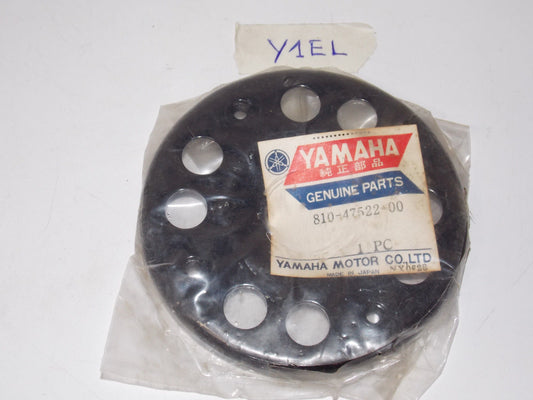 Y1EL
YAMAHA
純正部品
GENUINE PARTS
810-47522-00
1 PC
YAMAHA MOTOR CO.,LTD
MADE IN JAPAN